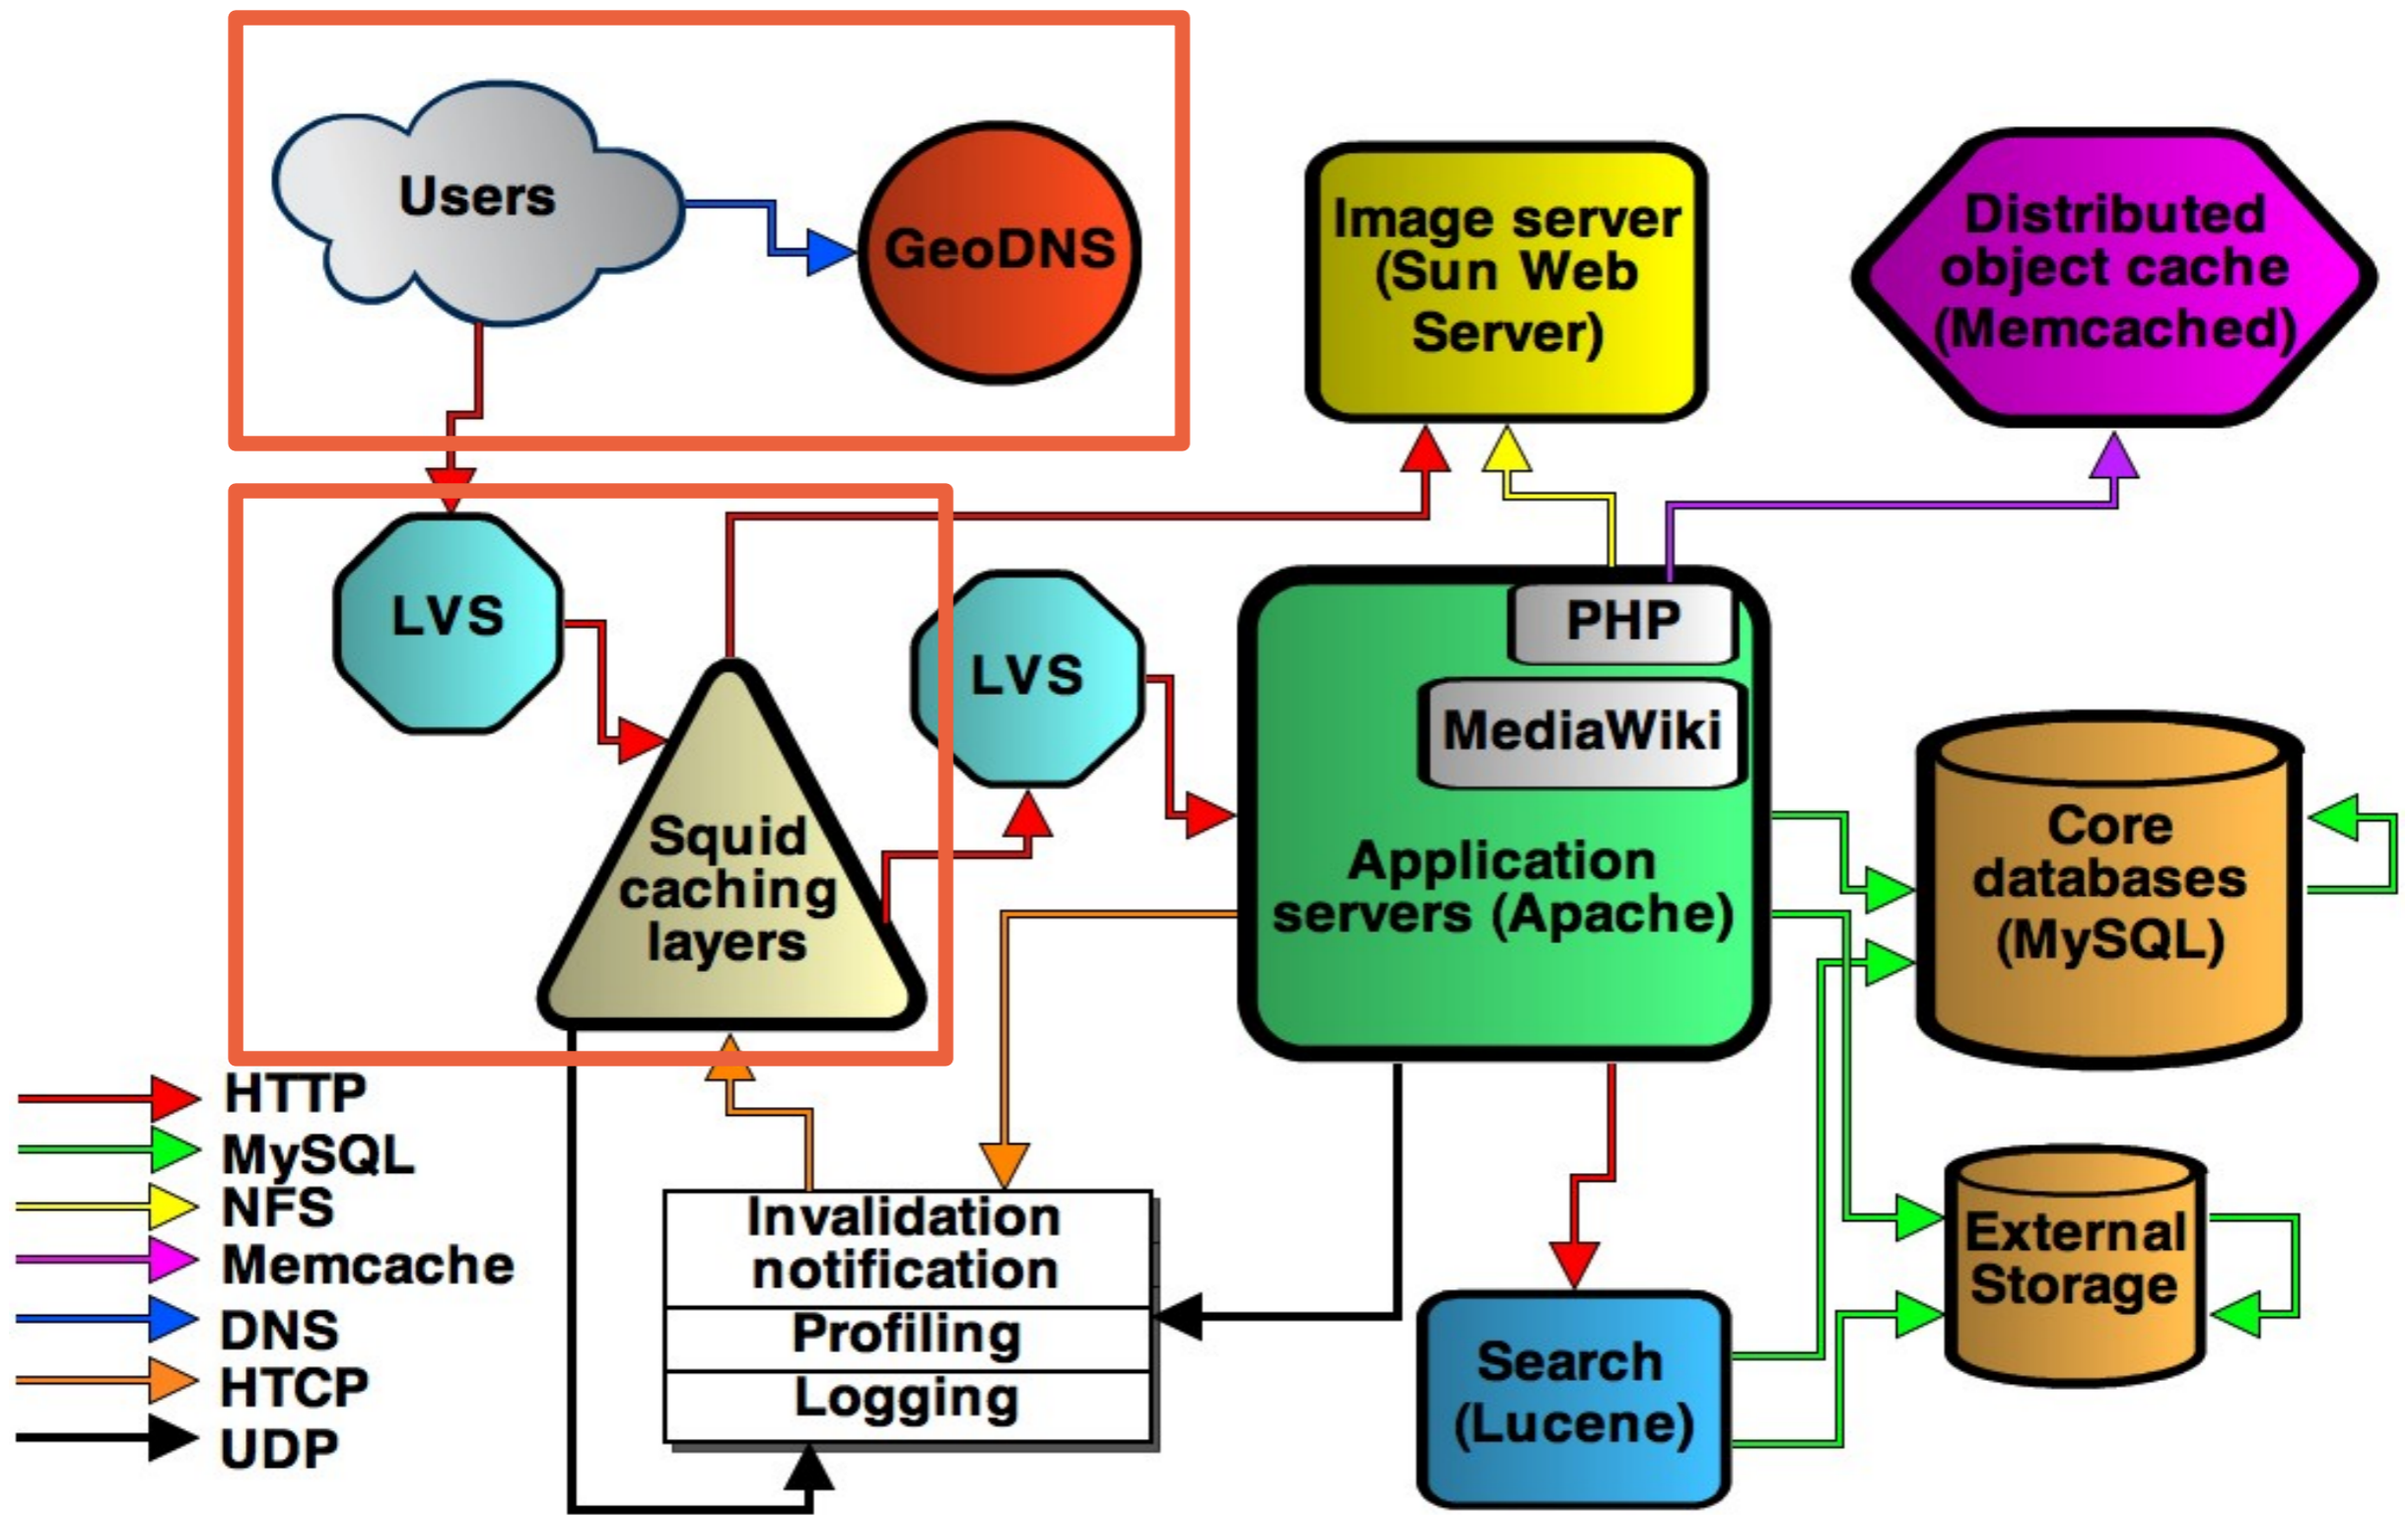 Users
GeoDNS
Image server
(Sun Web
Server)
Distributed
object cache
(Memcached)
LVS
LVS
PHP
MediaWiki
Application
servers (Apache)
Squid
caching
layers
Core
databases
(MySQL)
HTTP
MySQL
NFS
Memcache
DNS
HTCP
UDP
Invalidation
notification
Profiling
Logging
Search
(Lucene)
External
Storage